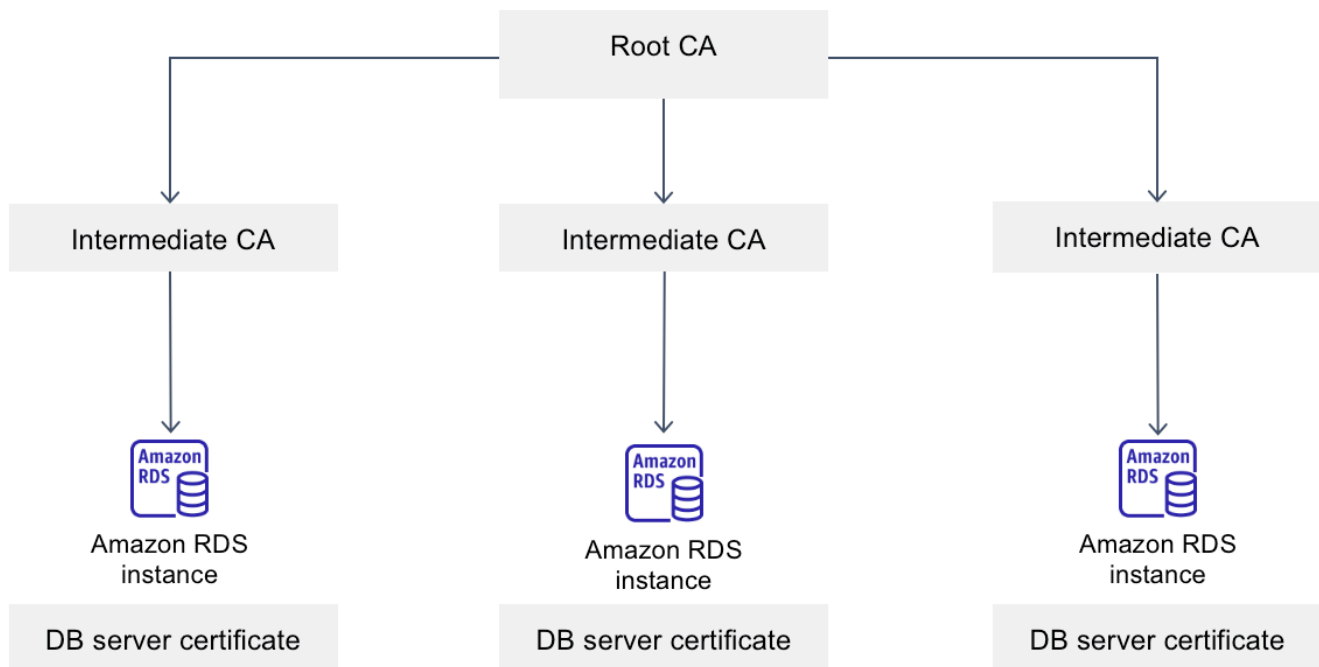 Root CA
Intermediate CA
Intermediate CA
Intermediate CA
Amazon
RDS
Amazon RDS
instance
DB server certificate
Amazon
RDS
Amazon RDS
instance
DB server certificate
Amazon
RDS
Amazon RDS
instance
DB server certificate